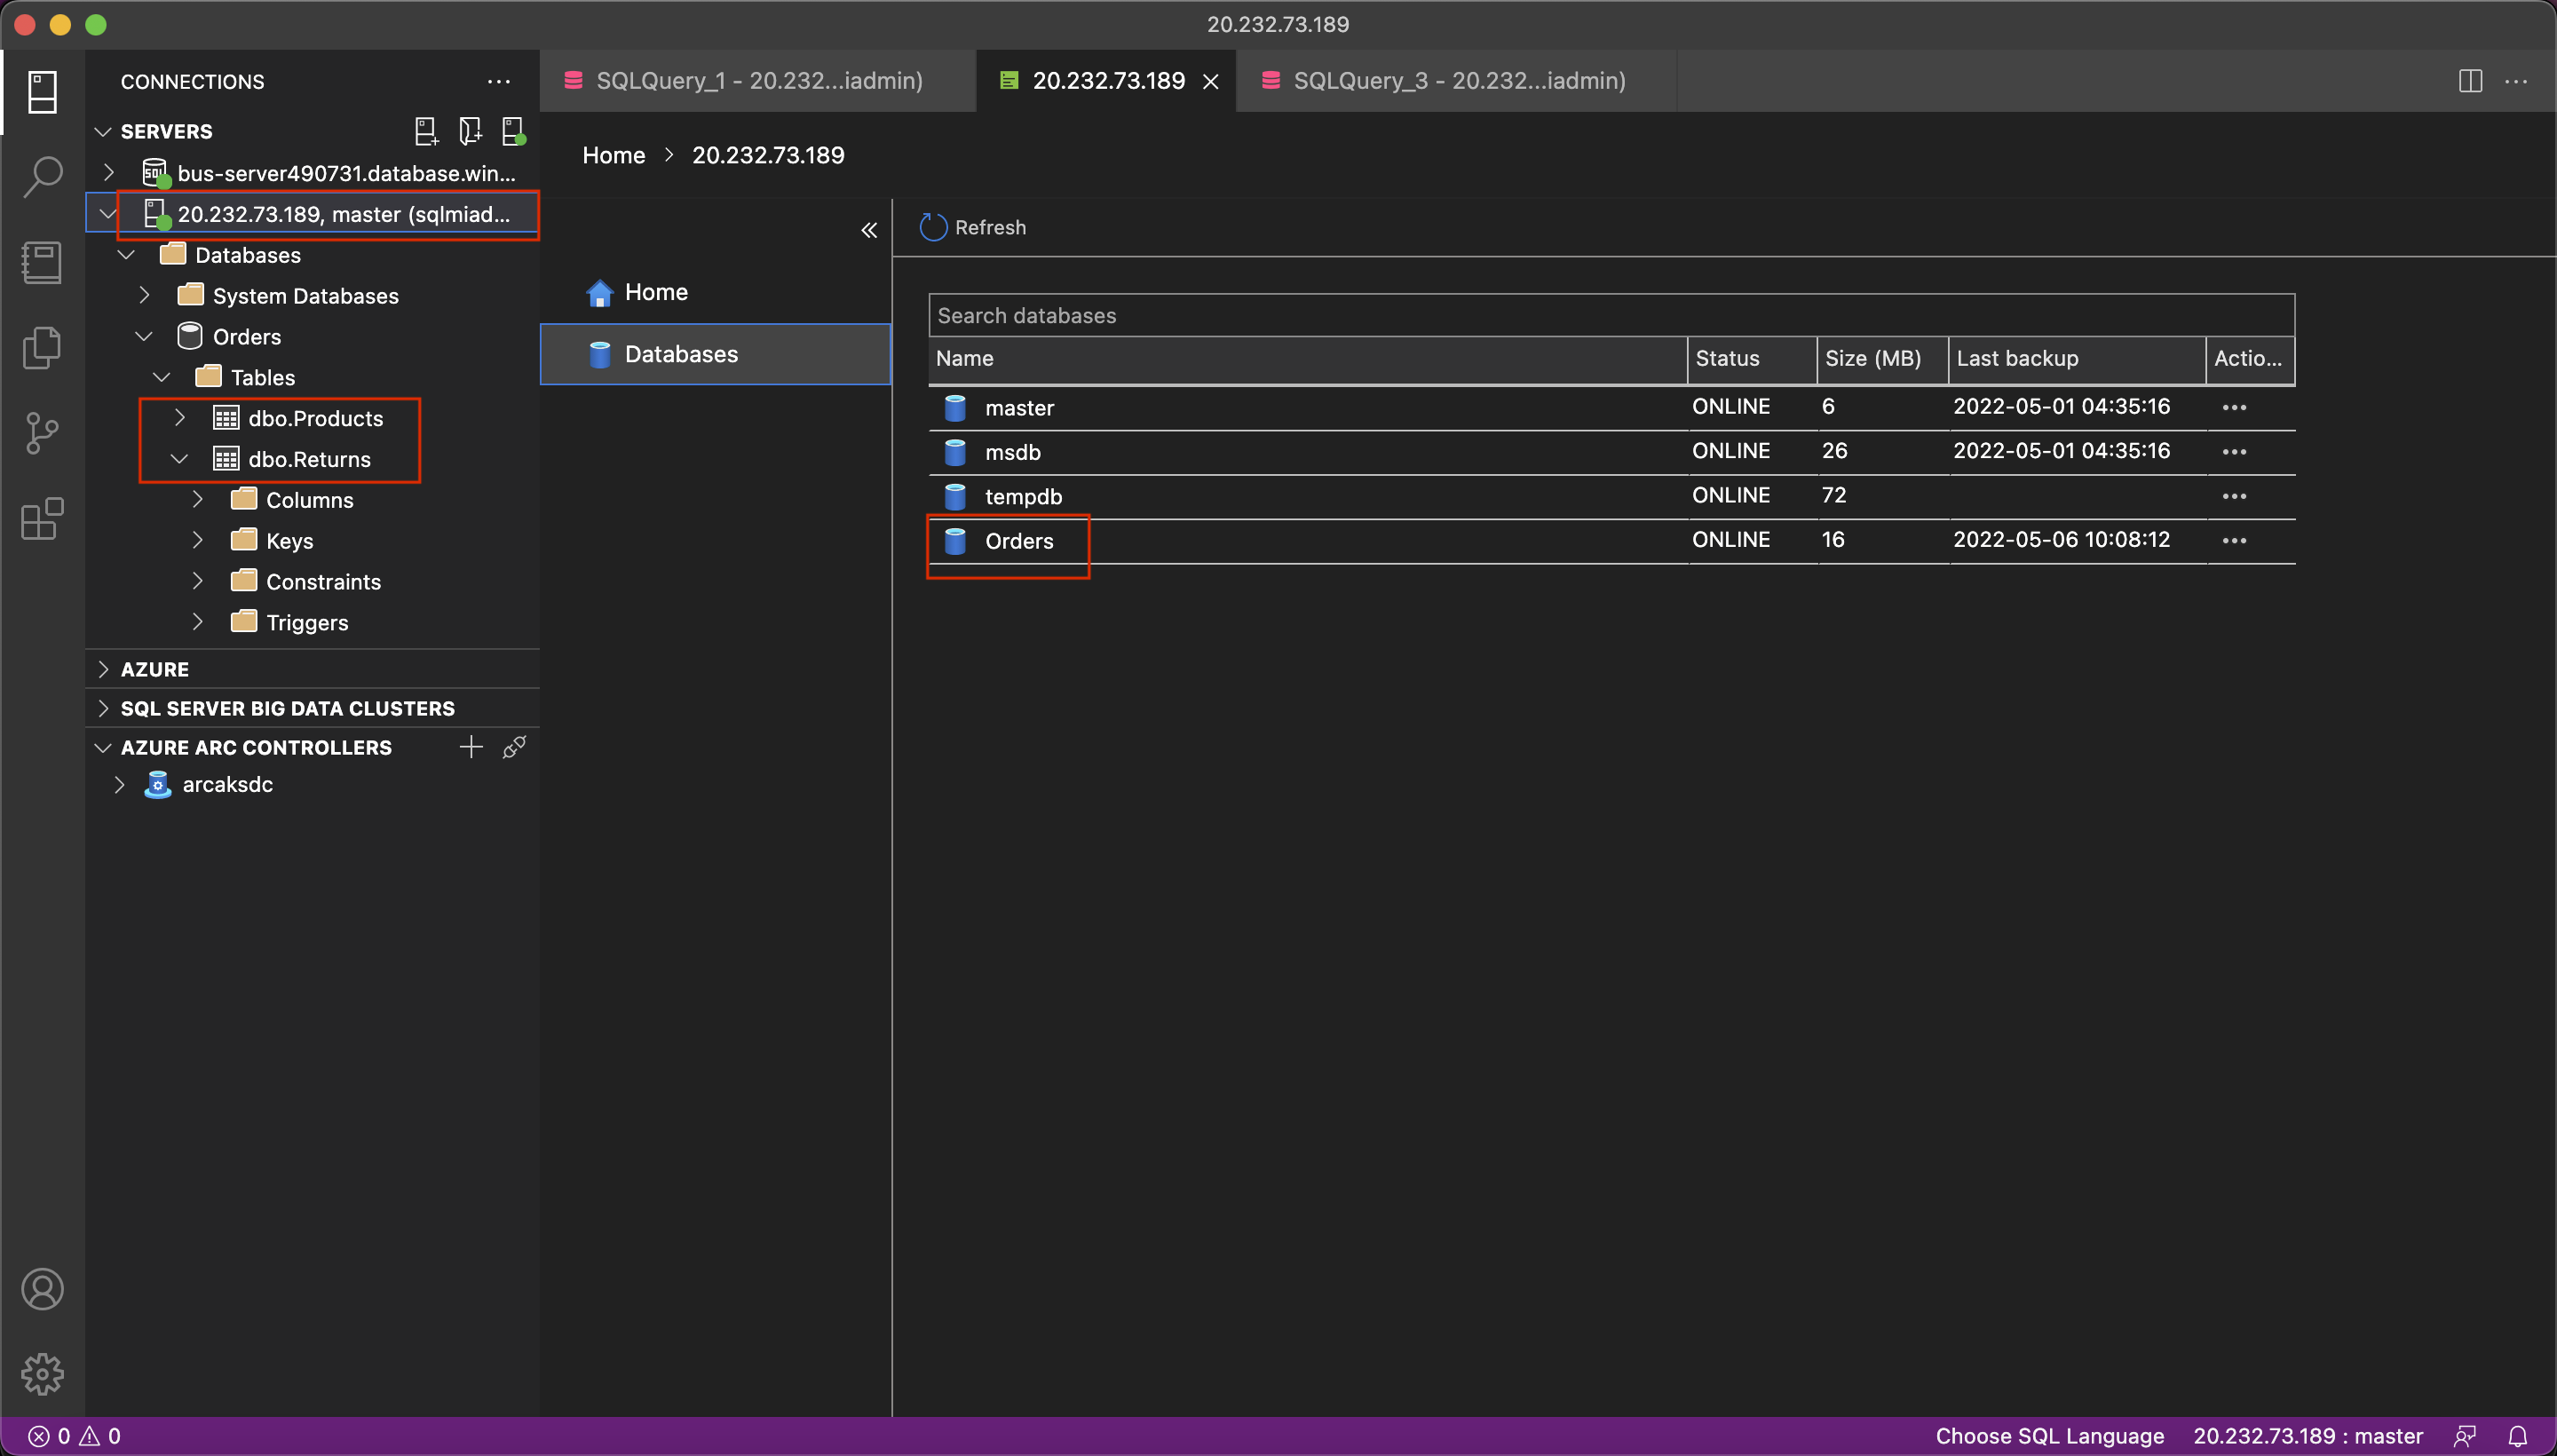 20.232.73.189
CONNECTIONS
SERVERS
bus-server490731.database.win...
20.232.73.189, master (sqlmiad...
Databases
System Databases
Orders
Tables
dbo.Products
dbo.Returns
Columns
Keys
Constraints
Triggers
AZURE
SQL SERVER BIG DATA CLUSTERS
AZURE ARC CONTROLLERS
arcaksdc
SQLQuery_1 - 20.232...iadmin) 20.232.73.189 SQLQuery_3 - 20.232...iadmin)
Home > 20.232.73.189
Home
Databases
Refresh
Search databases
Name Status Size (MB) Last backup Actio...
master ONLINE 6 2022-05-01 04:35:16
msdb ONLINE 26 2022-05-01 04:35:16
tempdb ONLINE 72
Orders ONLINE 16 2022-05-06 10:08:12
0 0 Choose SQL Language 20.232.73.189 : master